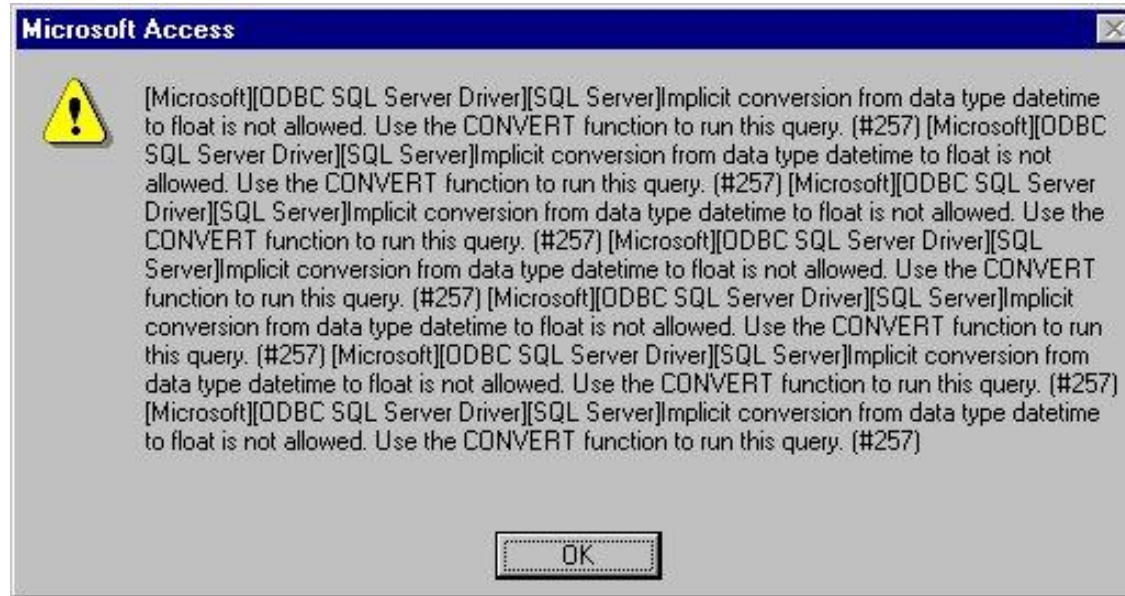 Microsoft Access
[Microsoft][ODBC SQL Server Driver][SQL Server]Implicit conversion from data type datetime
to float is not allowed. Use the CONVERT function to run this query. (#257) [Microsoft][ODBC
SQL Server Driver][SQL Server]Implicit conversion from data type datetime to float is not
allowed. Use the CONVERT function to run this query. (#257) [Microsoft][ODBC SQL Server
Driver][SQL Server]Implicit conversion from data type datetime to float is not allowed. Use the
CONVERT function to run this query. (#257) [Microsoft][ODBC SQL Server Driver][SQL
Server]Implicit conversion from data type datetime to float is not allowed. Use the CONVERT
function to run this query. (#257) [Microsoft][ODBC SQL Server Driver][SQL Server]Implicit
conversion from data type datetime to float is not allowed. Use the CONVERT function to run
this query. (#257) [Microsoft][ODBC SQL Server Driver][SQL Server]Implicit conversion from
data type datetime to float is not allowed. Use the CONVERT function to run this query. (#257)
[Microsoft][ODBC SQL Server Driver][SQL Server]Implicit conversion from data type datetime
to float is not allowed. Use the CONVERT function to run this query. (#257)
OK